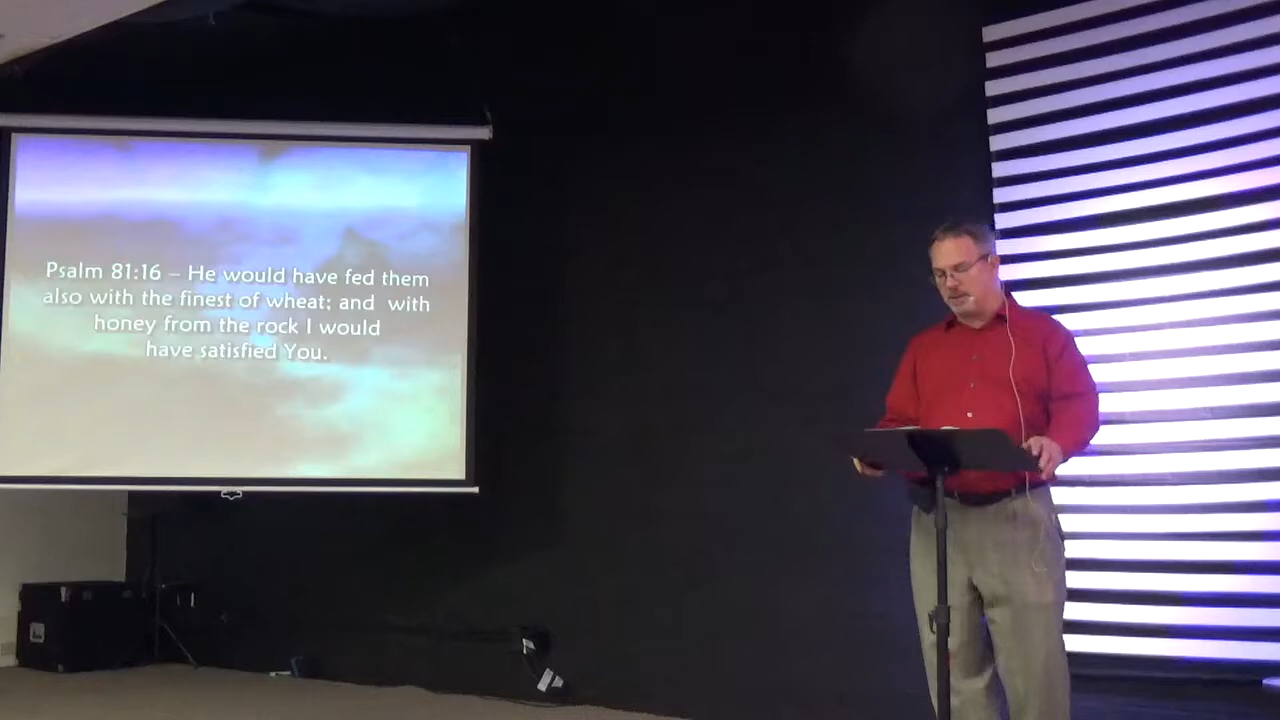 Psalm 81:16 – He would have fed them
also with the finest of wheat; and with
honey from the rock I would
have satisfied You.